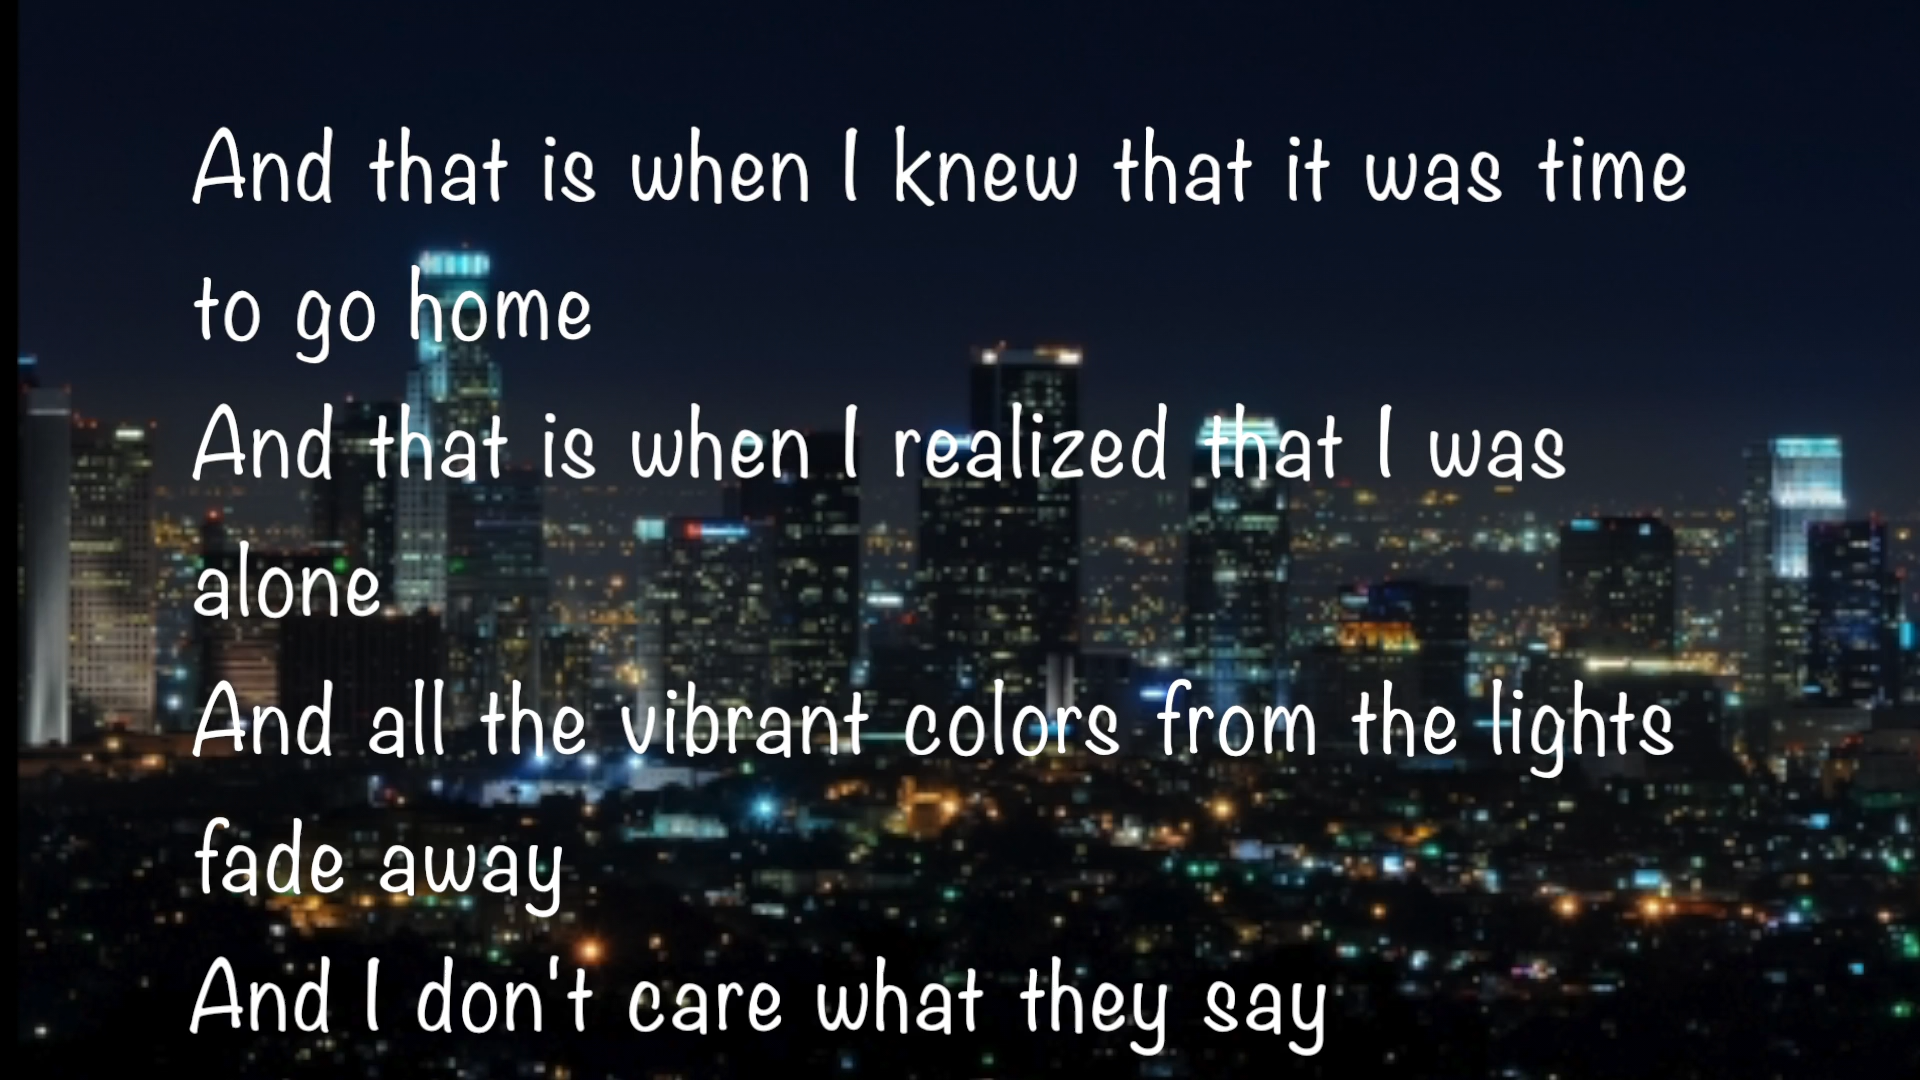 And that is when I knew that it was time
to go home
And that is when I realized that I was
alone
And all the vibrant colors from the lights
fade away
And I don't care what they say